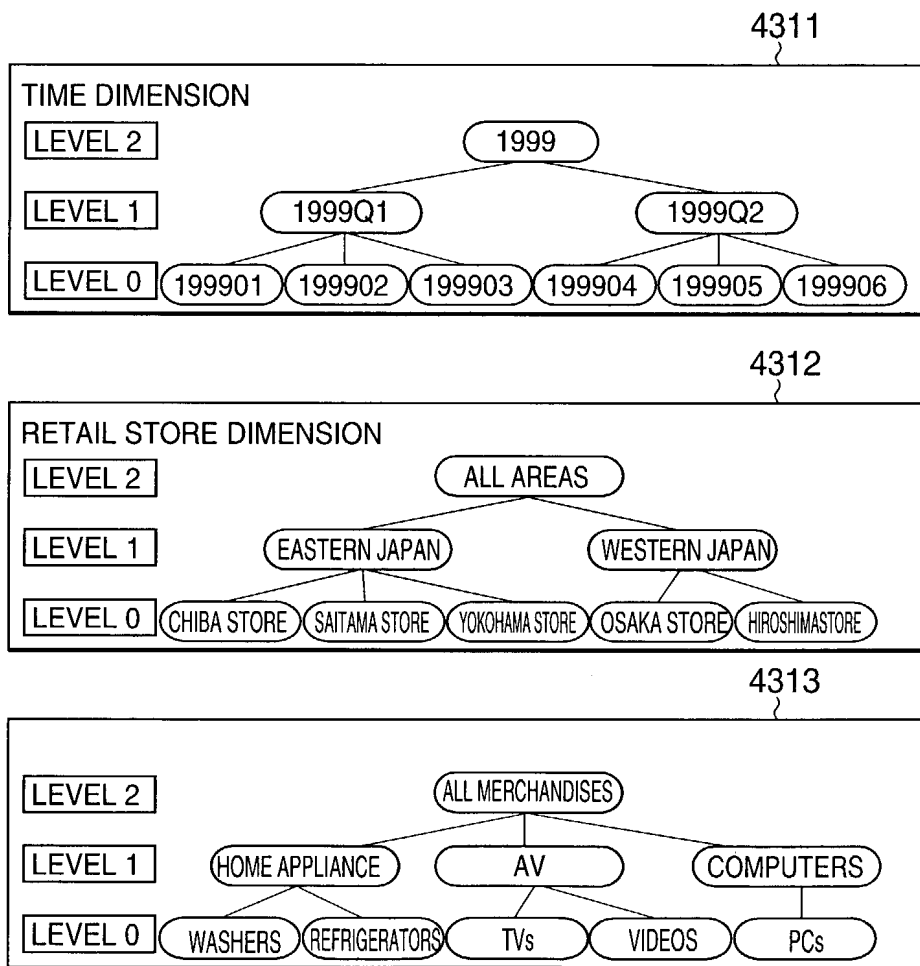 4311
TIME DIMENSION
LEVEL 2 1999
LEVEL 1 1999Q1 1999Q2
LEVEL 0 199901 199902 199903 199904 199905 199906
4312
RETAIL STORE DIMENSION
LEVEL 2 ALL AREAS
LEVEL 1 EASTERN JAPAN WESTERN JAPAN
LEVEL 0 CHIBA STORE SAITAMA STORE YOKOHAMA STORE OSAKA STORE HIROSHIMASTORE
4313
LEVEL 2 ALL MERCHANDISES
LEVEL 1 HOME APPLIANCE AV COMPUTERS
LEVEL 0 WASHERS REFRIGERATORS TVs VIDEOS PCs